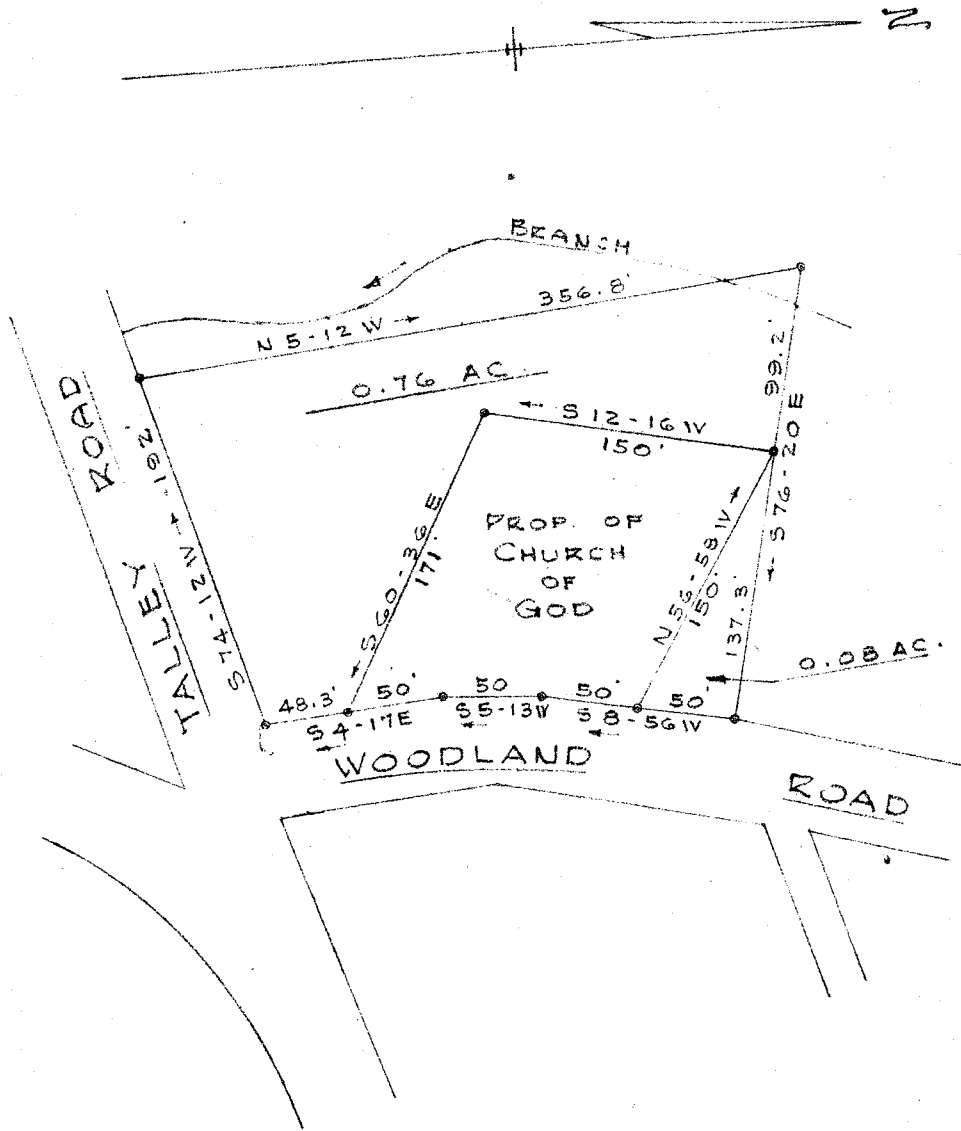 N
BRANCH
356.8'
N 5-12 W
0.76 AC.
99.2'
S 76-20 E
S 12-16 W
150'
TALLEY ROAD
S 74-12 W 192'
S 60-36 E
171'
PROP. OF
CHURCH
OF
GOD
N 56-58 W
150.'
137.3'
0.08 AC.
48.3'
50'
50
50'
50'
S 4-17 E
S 5-13 W
S 8-56 W
WOODLAND
ROAD